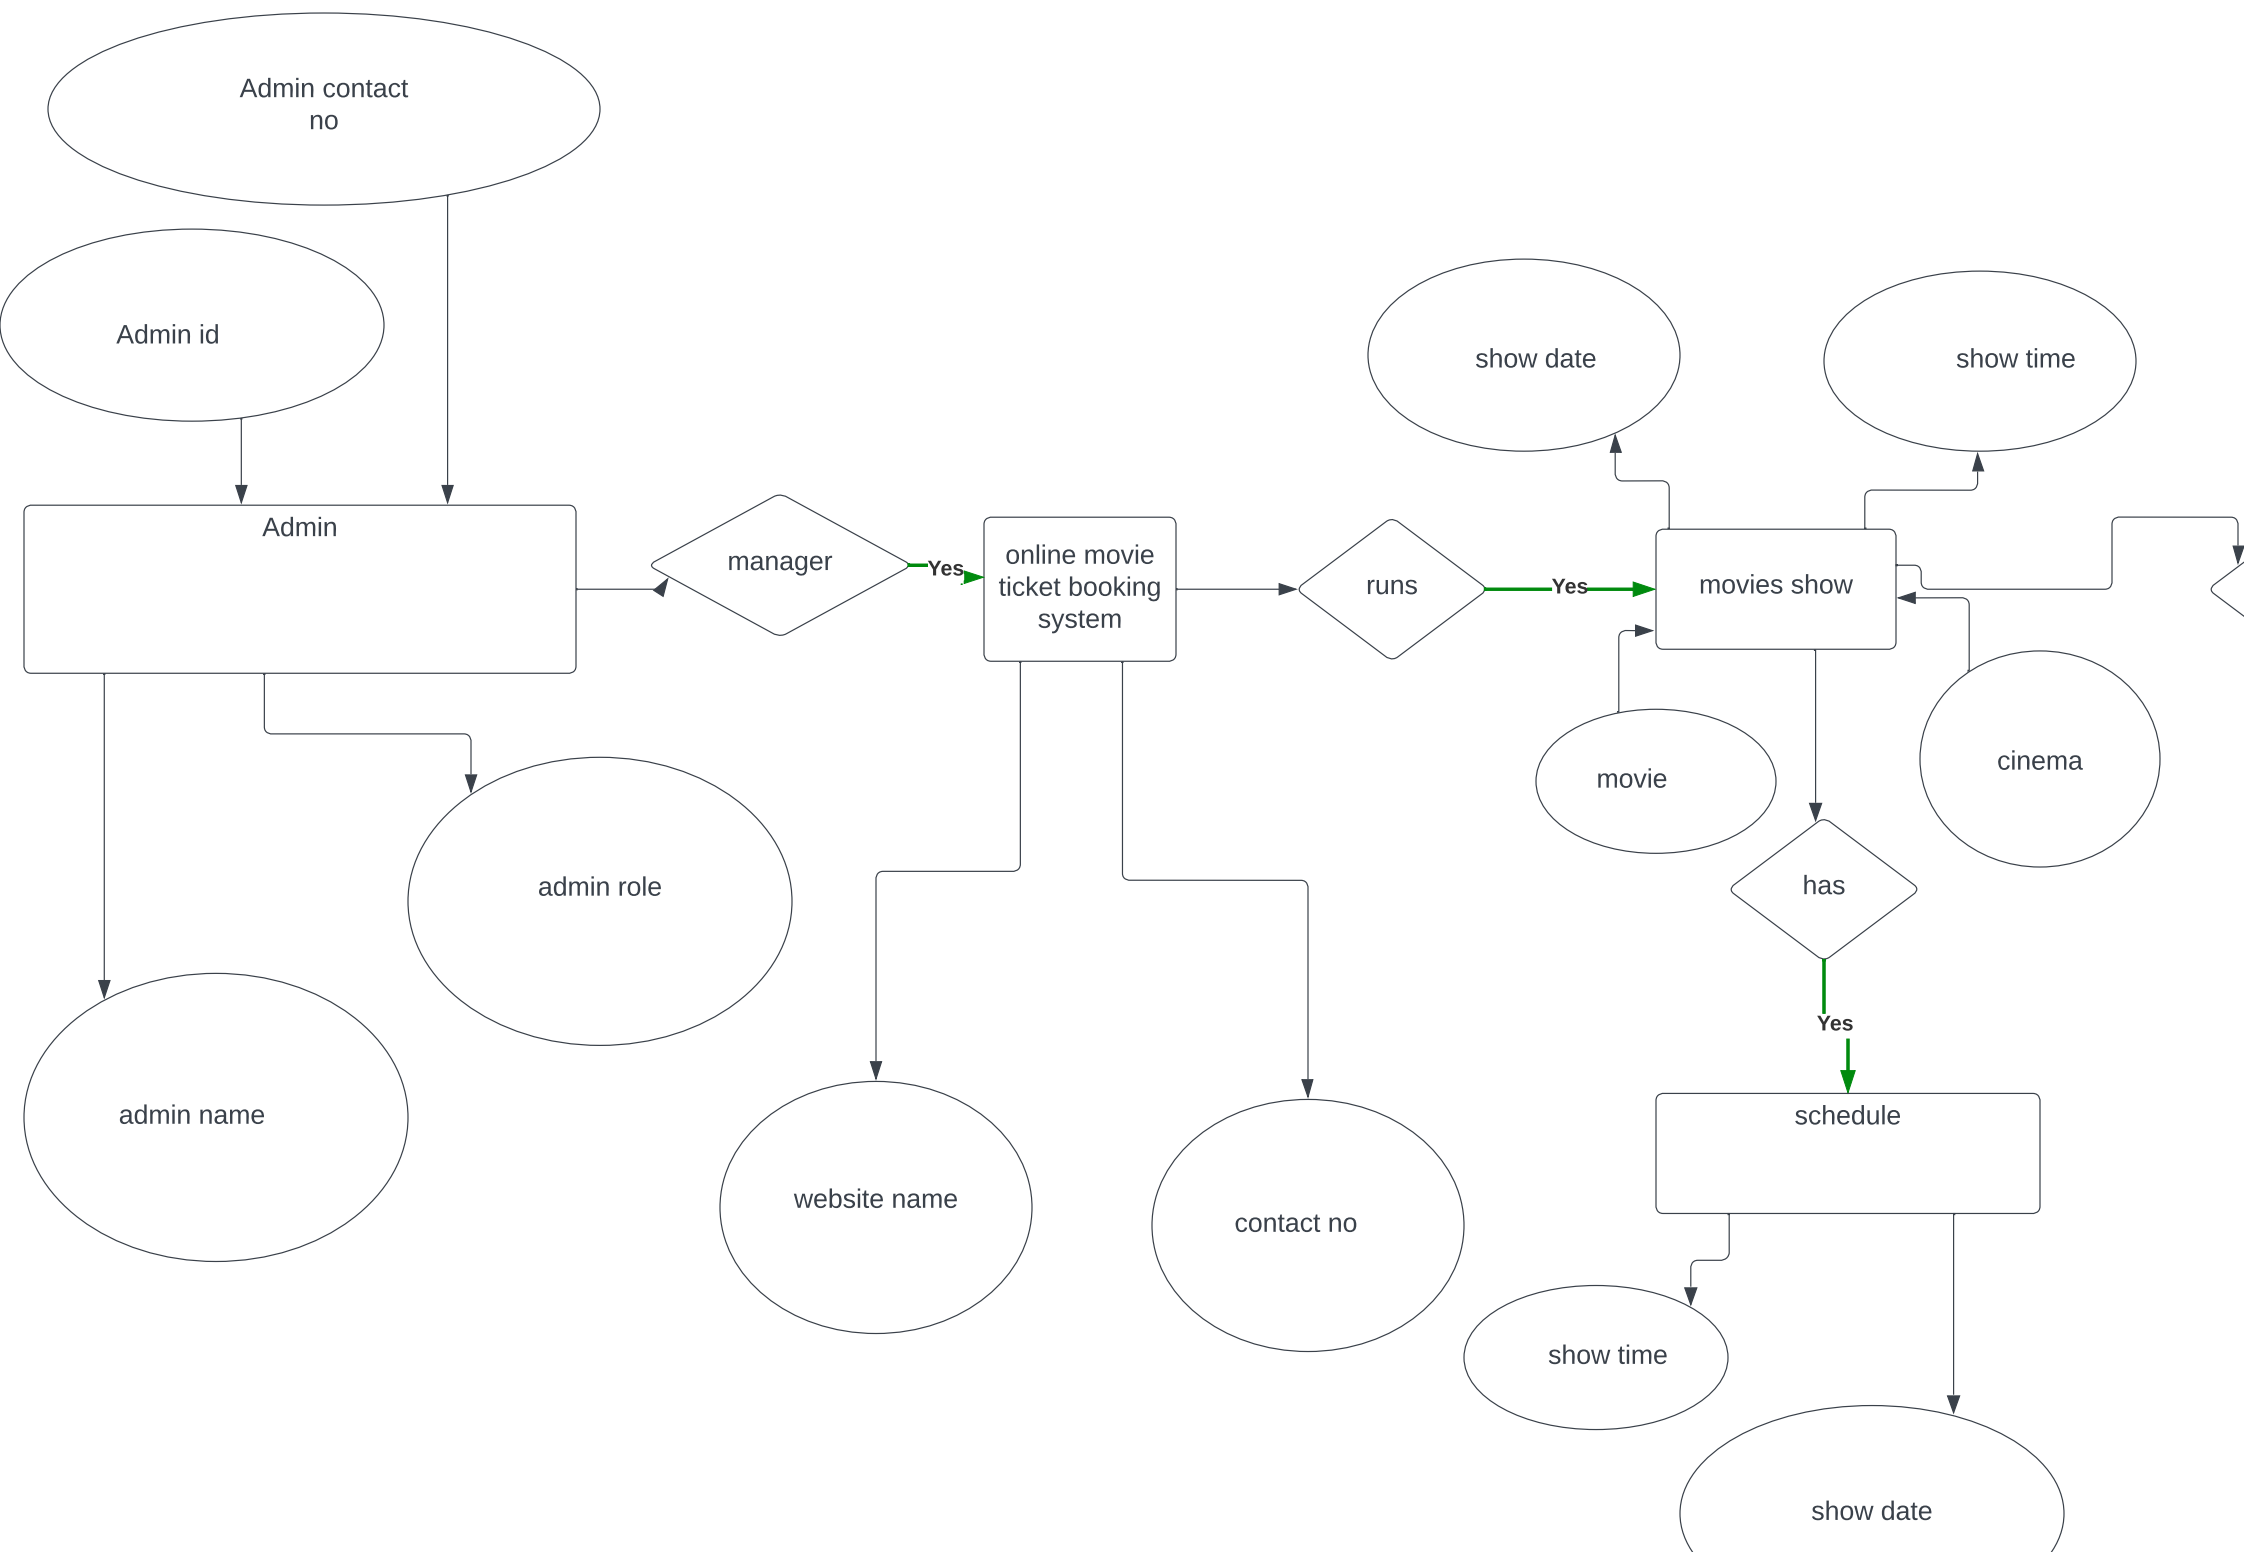 Admin contact
no
Admin id
show date
show time
Admin
manager
Yes
online movie
ticket booking
system
runs
Yes
movies show
movie
cinema
has
admin role
Yes
admin name
schedule
website name
contact no
show time
show date